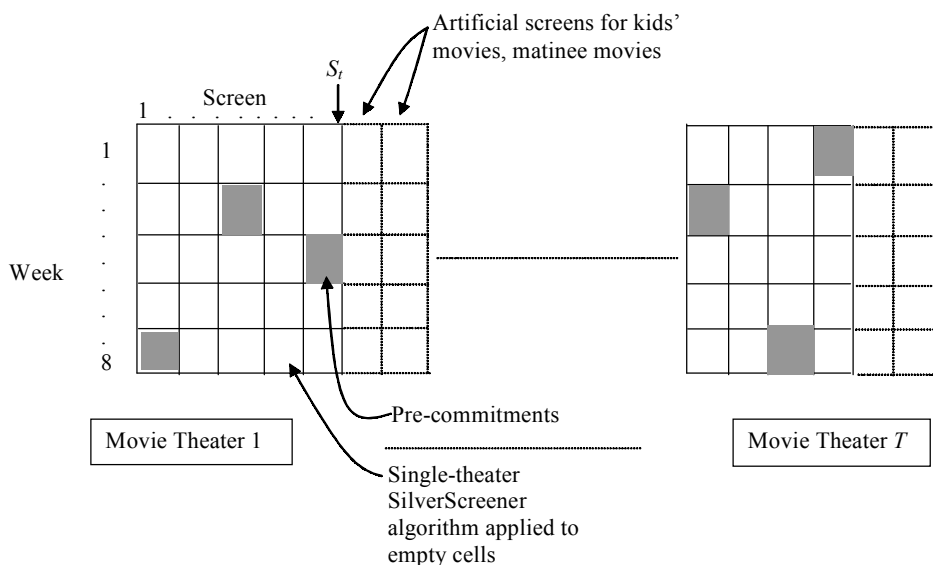 Artificial screens for kids'
movies, matinee movies
St
Screen
1 . . . . . . . . .
1
.
.
.
Week
.
.
8
Pre-commitments
Movie Theater 1
Movie Theater T
Single-theater
SilverScreener
algorithm applied to
empty cells